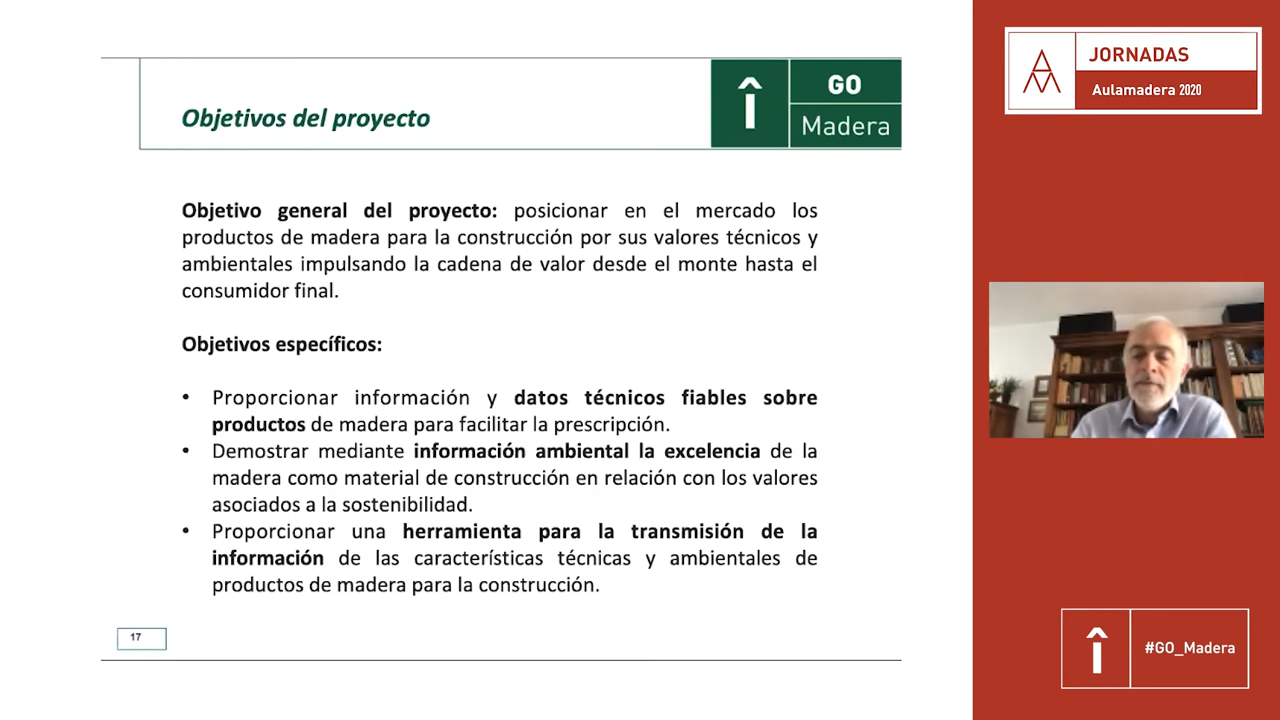 Objetivos del proyecto
GO
Madera
Objetivo general del proyecto: posicionar en el mercado los
productos de madera para la construcción por sus valores técnicos y
ambientales impulsando la cadena de valor desde el monte hasta el
consumidor final.
Objetivos específicos:
• Proporcionar información y datos técnicos fiables sobre
productos de madera para facilitar la prescripción.
• Demostrar mediante información ambiental la excelencia de la
madera como material de construcción en relación con los valores
asociados a la sostenibilidad.
• Proporcionar una herramienta para la transmisión de la
información de las características técnicas y ambientales de
productos de madera para la construcción.
17
JORNADAS
Aulamadera 2020
#GO_Madera